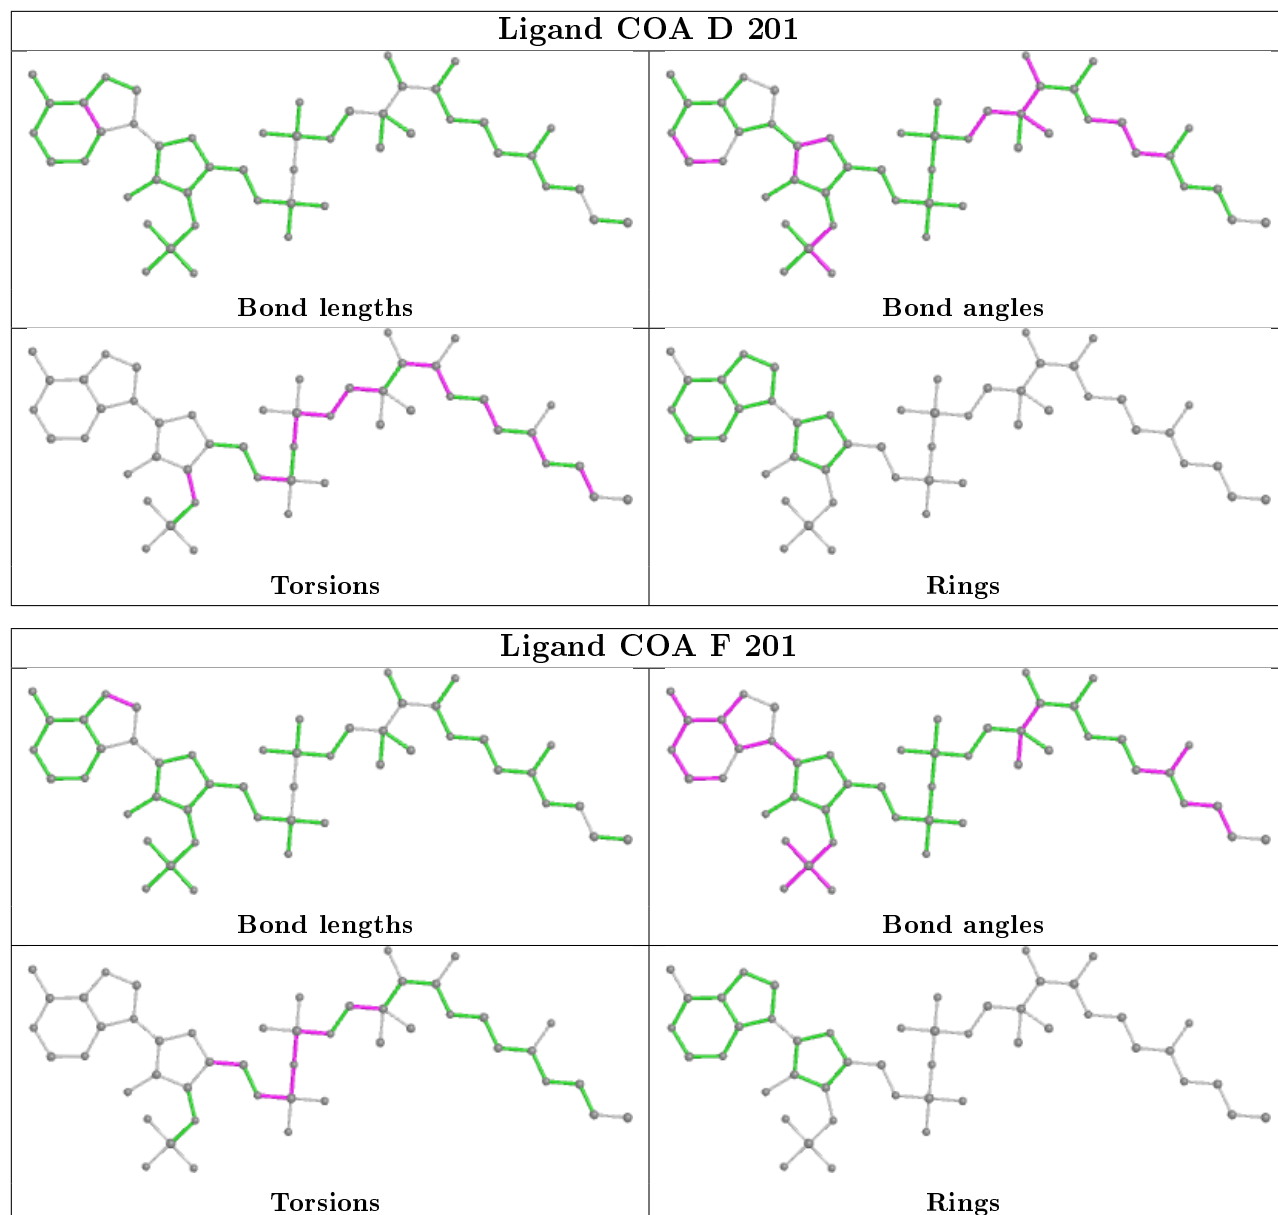 Ligand COA D 201
Bond lengths
Bond angles
Torsions
Rings
Ligand COA F 201
Bond lengths
Bond angles
Torsions
Rings